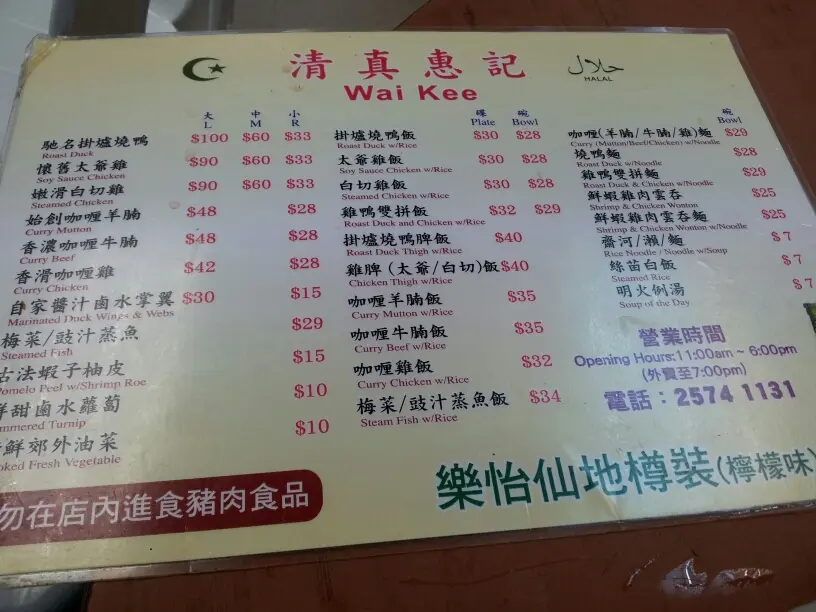 清真惠記
حلال
HALAL
Wai Kee
大 中 小
L M R
馳名掛爐燒鴨 $100 $60 $33
Roast Duck
懷舊太爺雞 $90 $60 $33
Soy Sauce Chicken
嫩滑白切雞 $90 $60 $33
Steamed Chicken
始創咖喱羊腩 $48 $28
Curry Mutton
香濃咖喱牛腩 $48 $28
Curry Beef
香滑咖喱雞 $42 $28
Curry Chicken
自家醬汁鹵水掌翼 $30 $15
Marinated Duck Wings & Webs
梅菜/豉汁蒸魚 $29
Steamed Fish
古法蝦子柚皮 $15
Pomelo Peel w/Shrimp Roe
鮮甜鹵水蘿蔔 $10
mmered Turnip
鮮郊外油菜 $10
oked Fresh Vegetable
碟 碗
Plate Bowl
掛爐燒鴨飯 $30 $28
Roast Duck w/Rice
太爺雞飯 $30 $28
Soy Sauce Chicken w/Rice
白切雞飯 $30 $28
Steamed Chicken w/Rice
雞鴨雙拼飯 $32 $29
Roast Duck and Chicken w/Rice
掛爐燒鴨脾飯 $40
Roast Duck Thigh w/Rice
雞脾(太爺/白切)飯 $40
Chicken Thigh w/Rice
咖喱羊腩飯 $35
Curry Mutton w/Rice
咖喱牛腩飯 $35
Curry Beef w/Rice
咖喱雞飯 $32
Curry Chicken w/Rice
梅菜/豉汁蒸魚飯 $34
Steam Fish w/Rice
碗
Bowl
咖喱(羊腩/牛腩/雞)麵 $29
Curry (Mutton/Beef/Chicken) w/Noodle
燒鴨麵 $28
Roast Duck w/Noodle
雞鴨雙拼麵 $29
Roast Duck & Chicken w/Noodle
鮮蝦雞肉雲吞 $25
Shrimp & Chicken Wonton
鮮蝦雞肉雲吞麵 $25
Shrimp & Chicken Wonton w/Noodle
齋河/瀨/麵 $7
Rice Noodle / Noodle w/Soup
絲苗白飯 $7
Steamed Rice
明火例湯 $7
Soup of the Day
營業時間
Opening Hours:11:00am ~ 6:00pm
(外賣至7:00pm)
電話：2574 1131
勿在店內進食豬肉食品
樂怡仙地樽裝(檸檬味)